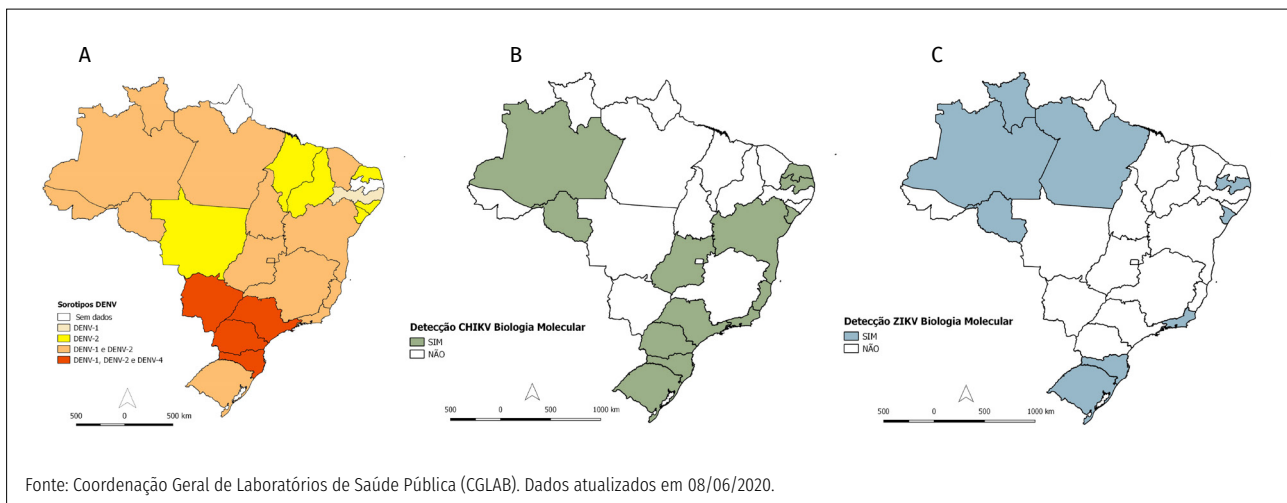 A
B
C
Sorotipos DENV
Sem dados
DENV-1
DENV-2
DENV-1 e DENV-2
DENV-1, DENV-2 e DENV-4
500 0 500 km
Detecção CHIKV Biologia Molecular
SIM
NÃO
500 0 500 1000 km
Detecção ZIKV Biologia Molecular
SIM
NÃO
500 0 500 1000 km
Fonte: Coordenação Geral de Laboratórios de Saúde Pública (CGLAB). Dados atualizados em 08/06/2020.